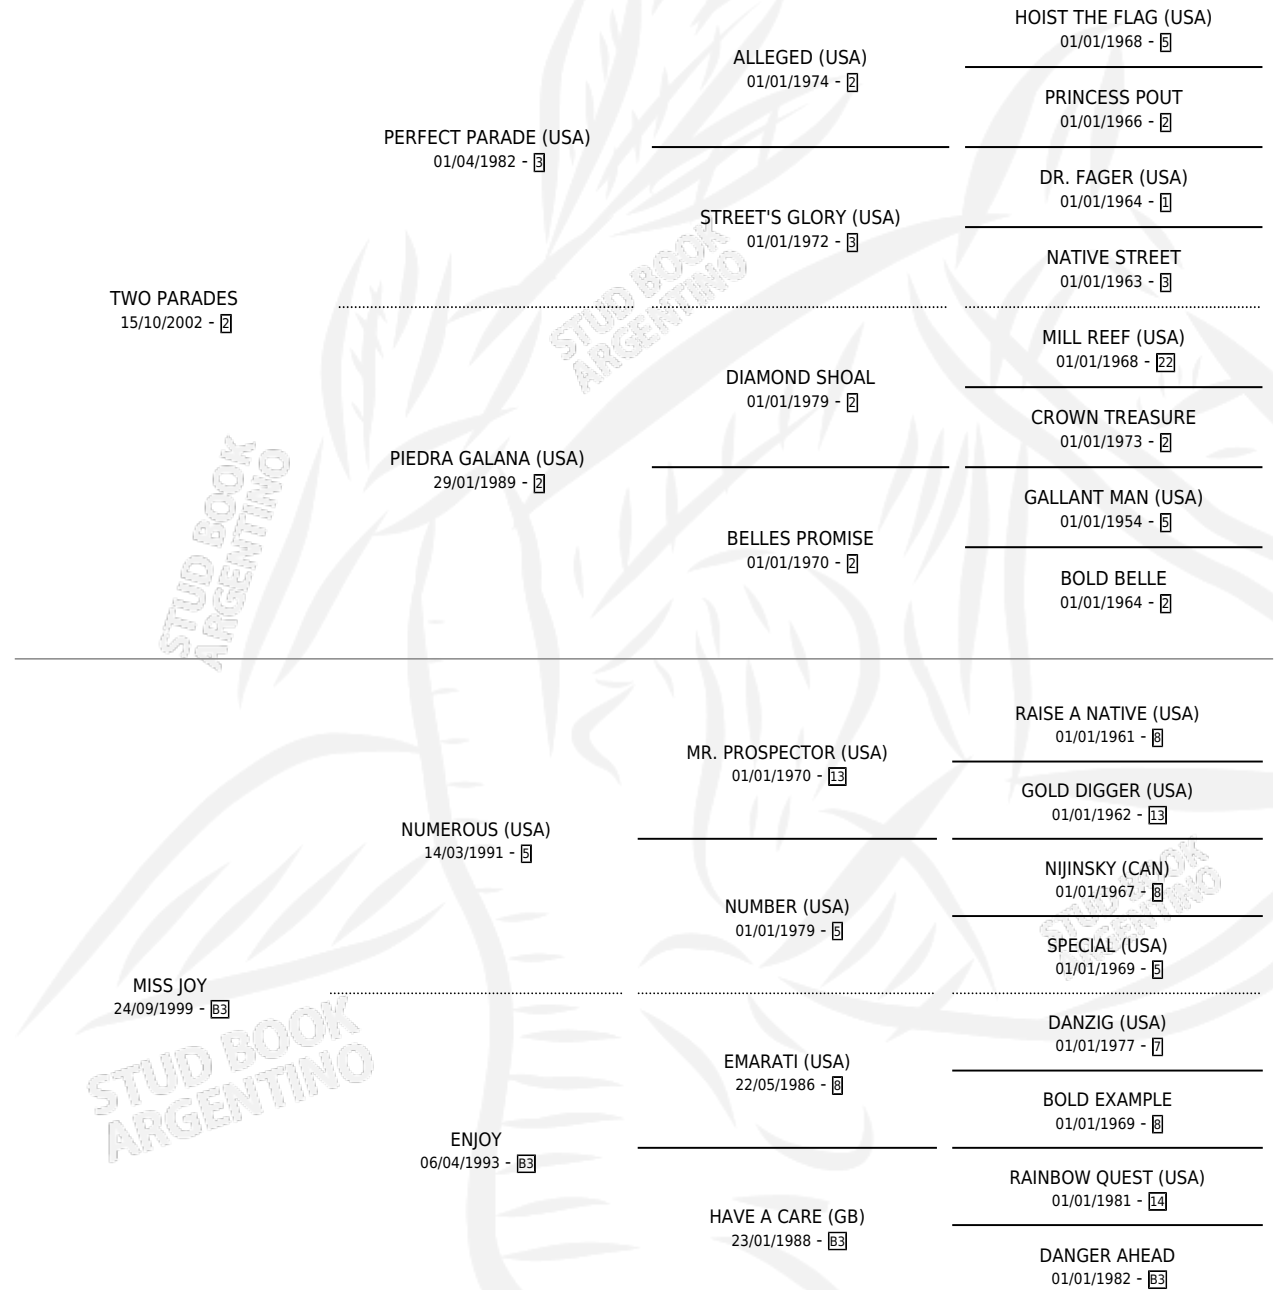 HOIST THE FLAG (USA)
01/01/1968 - 5
ALLEGED (USA)
01/01/1974 - 2
PRINCESS POUT
01/01/1966 - 2
PERFECT PARADE (USA)
01/04/1982 - 3
DR. FAGER (USA)
01/01/1964 - 1
STREET'S GLORY (USA)
01/01/1972 - 3
NATIVE STREET
01/01/1963 - 3
TWO PARADES
15/10/2002 - 2
MILL REEF (USA)
01/01/1968 - 22
DIAMOND SHOAL
01/01/1979 - 2
CROWN TREASURE
01/01/1973 - 2
PIEDRA GALANA (USA)
29/01/1989 - 2
GALLANT MAN (USA)
01/01/1954 - 5
BELLES PROMISE
01/01/1970 - 2
BOLD BELLE
01/01/1964 - 2
RAISE A NATIVE (USA)
01/01/1961 - 8
MR. PROSPECTOR (USA)
01/01/1970 - 13
GOLD DIGGER (USA)
01/01/1962 - 13
NUMEROUS (USA)
14/03/1991 - 5
NIJINSKY (CAN)
01/01/1967 - 8
NUMBER (USA)
01/01/1979 - 5
SPECIAL (USA)
01/01/1969 - 5
MISS JOY
24/09/1999 - B3
DANZIG (USA)
01/01/1977 - 7
EMARATI (USA)
22/05/1986 - 8
BOLD EXAMPLE
01/01/1969 - 8
ENJOY
06/04/1993 - B3
RAINBOW QUEST (USA)
01/01/1981 - 14
HAVE A CARE (GB)
23/01/1988 - B3
DANGER AHEAD
01/01/1982 - B3
STUD BOOK
ARGENTINO
STUD BOOK
ARGENTINO
STUD BOOK
ARGENTINO
STUD BOOK
ARGENTINO